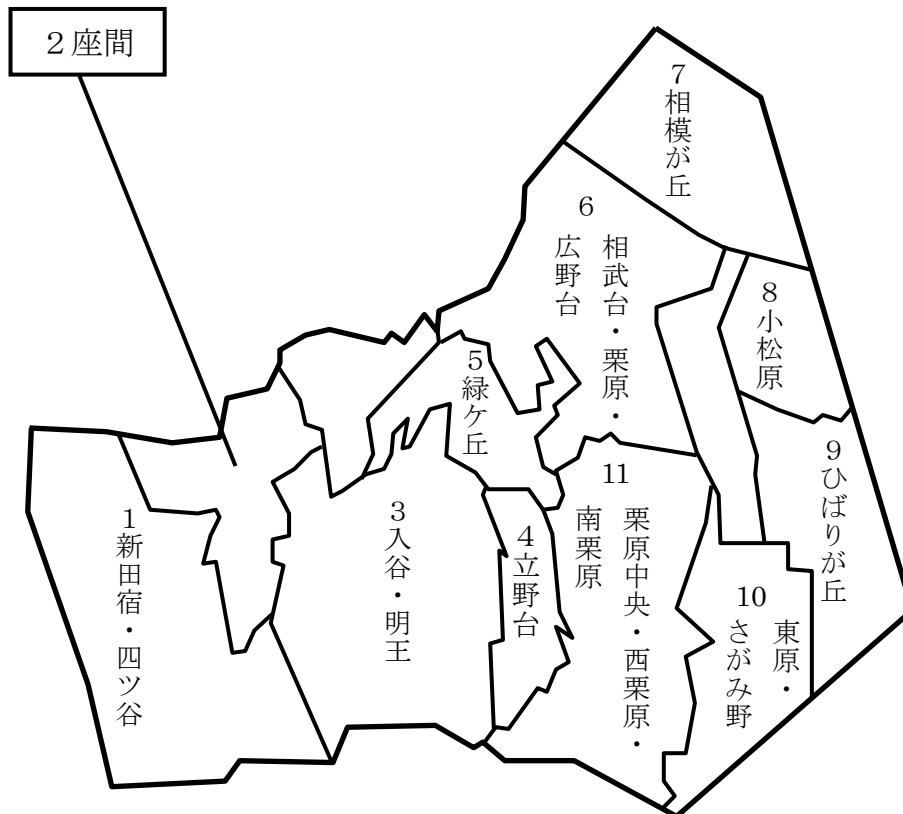 ２座間
１新田宿・四ツ谷
３入谷・明王
４立野台
５緑ケ丘
６
相武台・栗原・
広野台
７相模が丘
８小松原
９ひばりが丘
10
東原・
さがみ野
11
栗原中央・西栗原・
南栗原